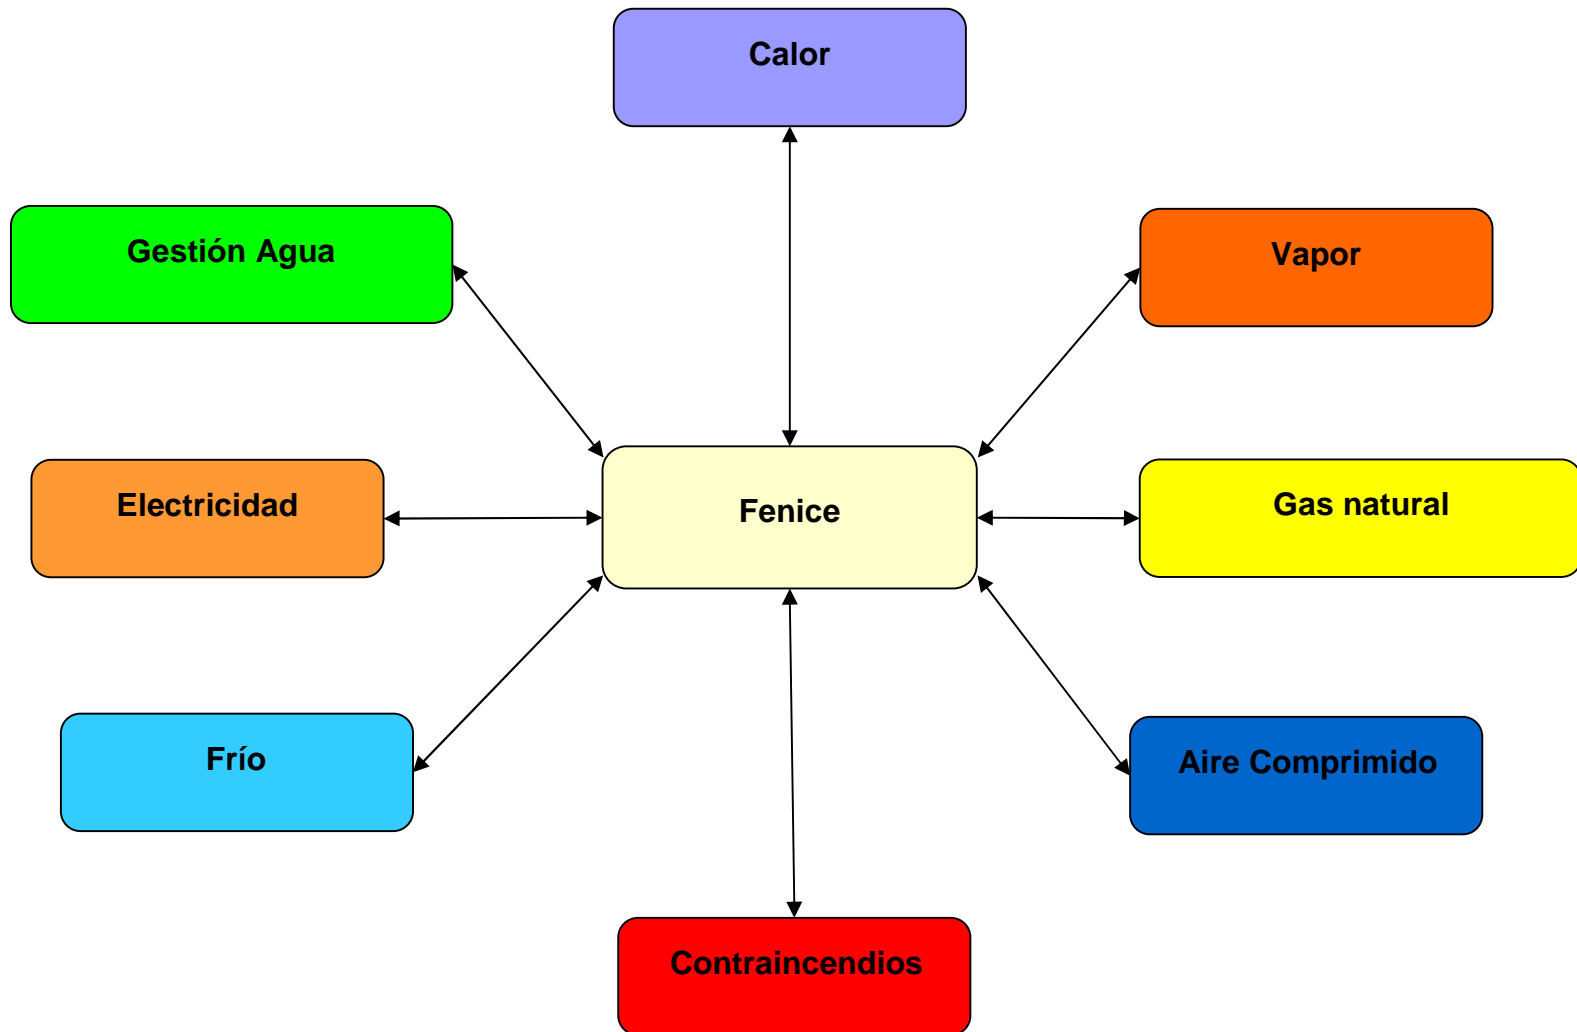 Calor
Gestión Agua
Vapor
Electricidad
Fenice
Gas natural
Frío
Aire Comprimido
Contraincendios